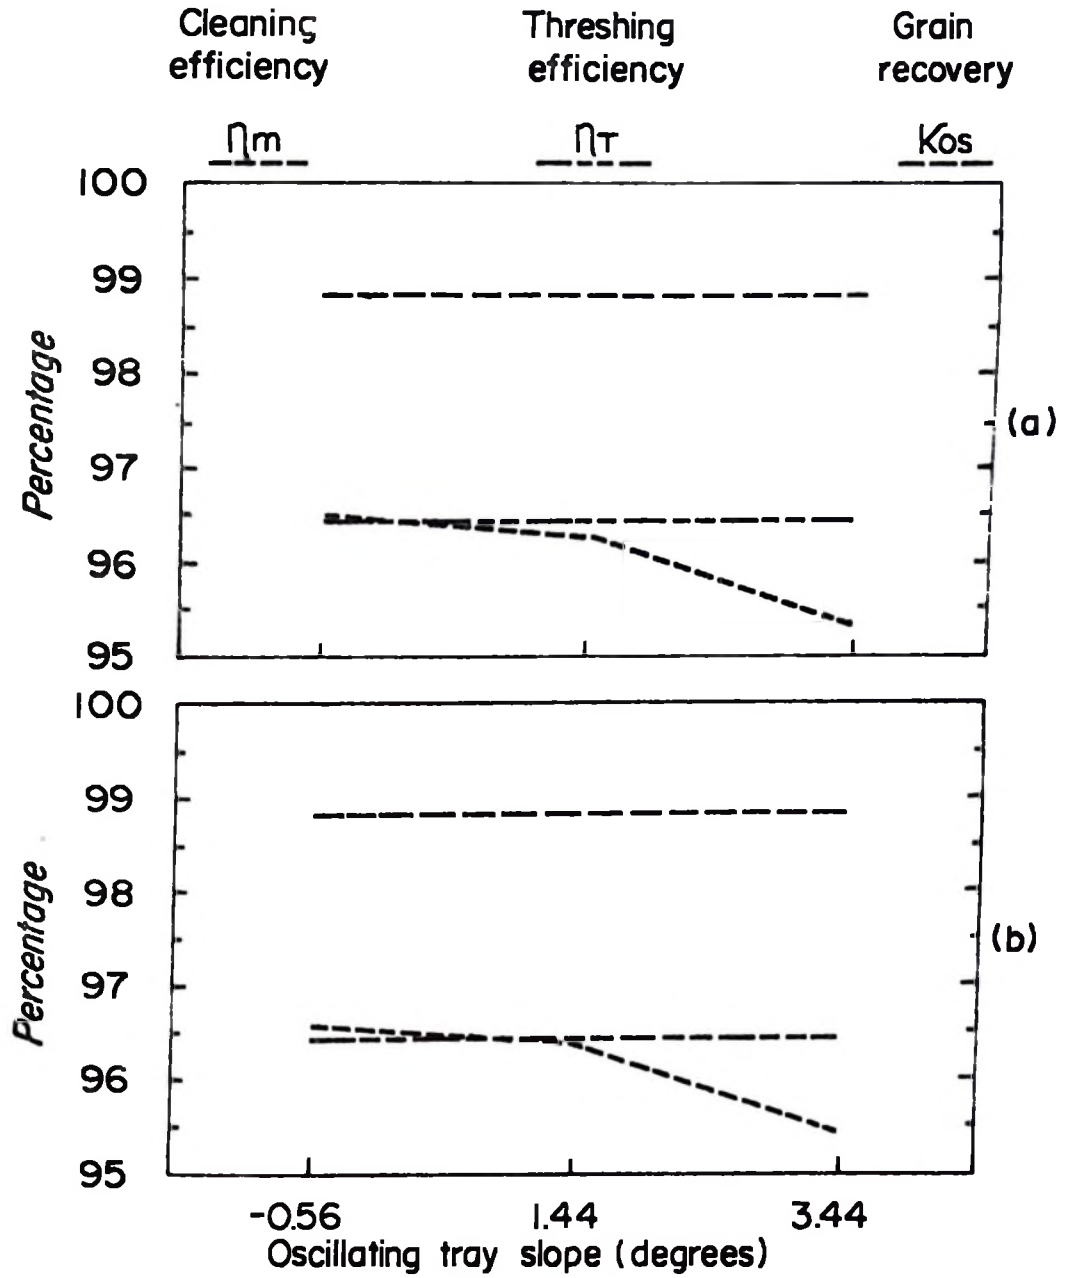 Cleaning Threshing Grain
efficiency efficiency recovery
ηm ηT Kos
100
99
98
97
96
95
Percentage
(a)
100
99
98
97
96
95
Percentage
(b)
-0.56 1.44 3.44
Oscillating tray slope (degrees)